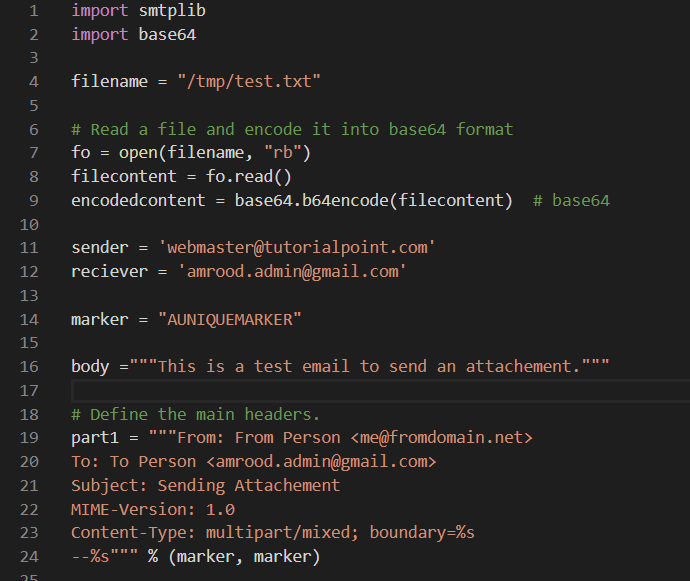 1 import smtplib
2 import base64
3
4 filename = "/tmp/test.txt"
5
6 # Read a file and encode it into base64 format
7 fo = open(filename, "rb")
8 filecontent = fo.read()
9 encodedcontent = base64.b64encode(filecontent)  # base64
10
11 sender = 'webmaster@tutorialpoint.com'
12 reciever = 'amrood.admin@gmail.com'
13
14 marker = "AUNIQUEMARKER"
15
16 body ="""This is a test email to send an attachement."""
17
18 # Define the main headers.
19 part1 = """From: From Person <me@fromdomain.net>
20 To: To Person <amrood.admin@gmail.com>
21 Subject: Sending Attachement
22 MIME-Version: 1.0
23 Content-Type: multipart/mixed; boundary=%s
24 --%s""" % (marker, marker)
25